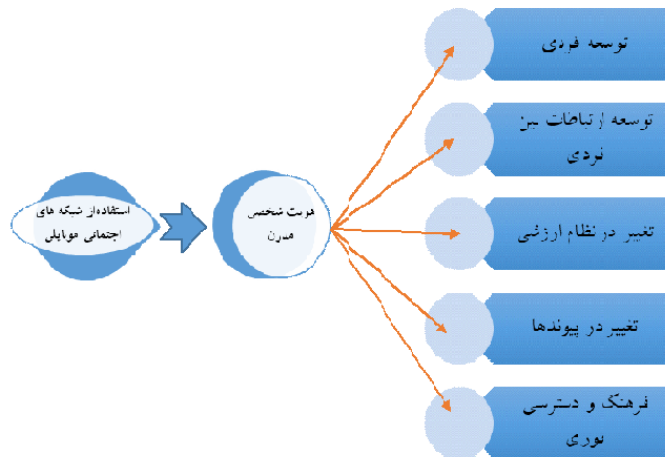 استفاده از شبکه های
اجتماعی موبایلی
هویت شخصی
مدرن
توسعه فردی
توسعه ارتباطات بین
فردی
تغییر در نظام ارزشی
تغییر در پیوندها
فرهنگ و دسترسی
فوری